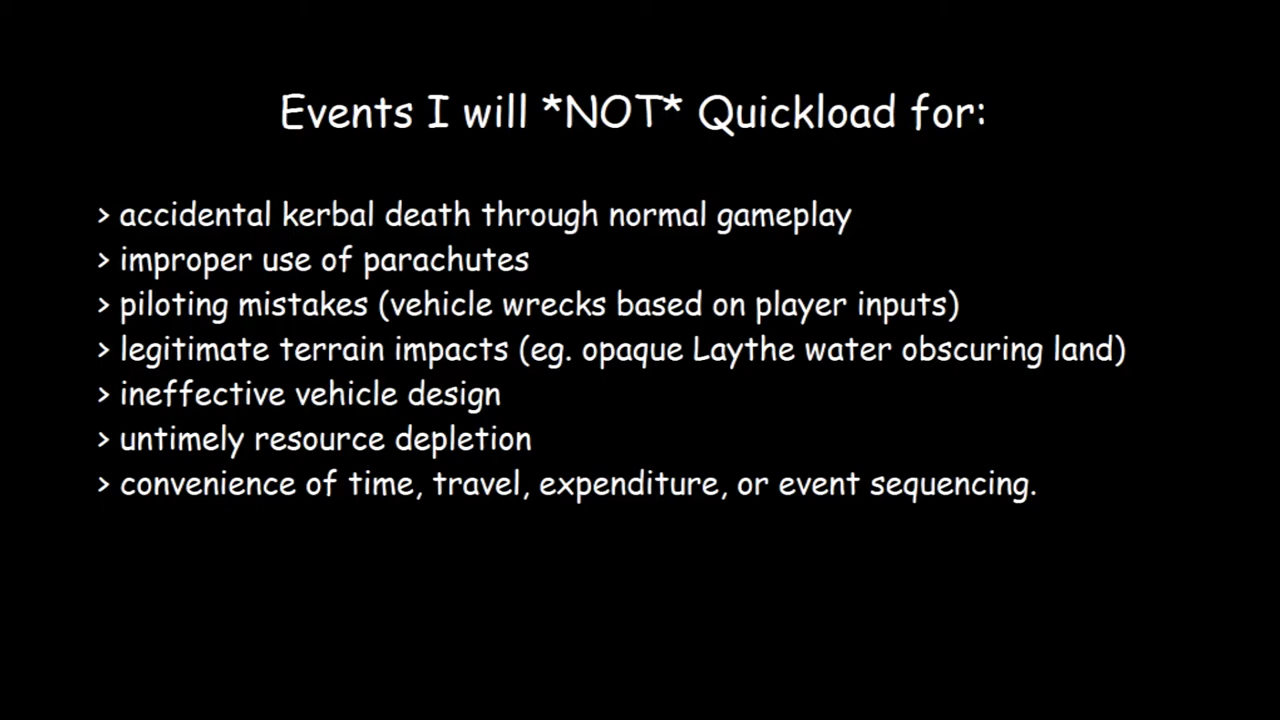 Events I will *NOT* Quickload for:
> accidental kerbal death through normal gameplay
> improper use of parachutes
> piloting mistakes (vehicle wrecks based on player inputs)
> legitimate terrain impacts (eg. opaque Laythe water obscuring land)
> ineffective vehicle design
> untimely resource depletion
> convenience of time, travel, expenditure, or event sequencing.